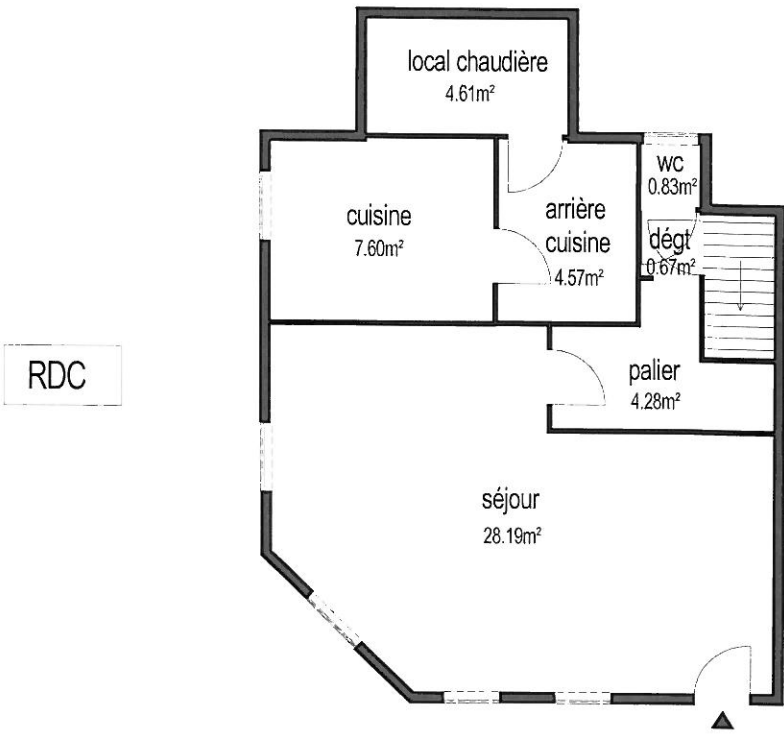 local chaudière
4.61m²
wc
0.83m²
cuisine
7.60m²
arrière
cuisine
4.57m²
dégt
0.67m²
RDC
palier
4.28m²
séjour
28.19m²